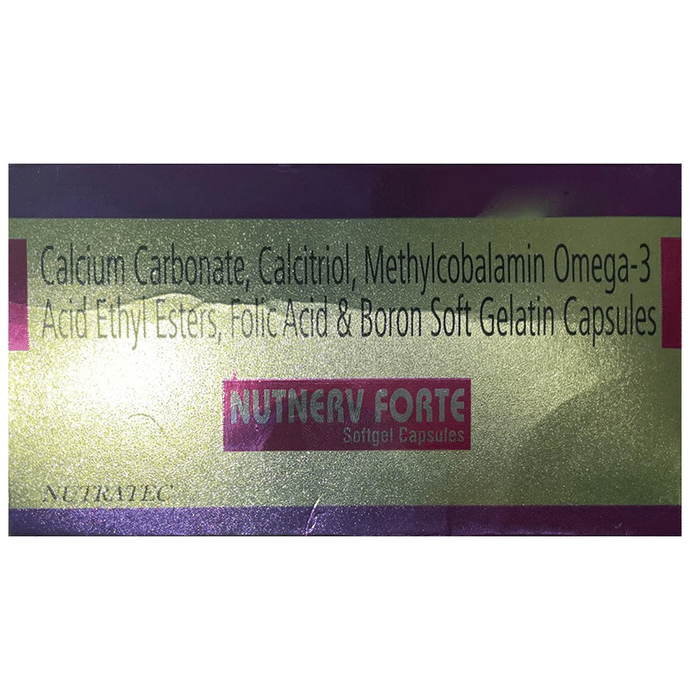 Calcium Carbonate, Calcitriol, Methylcobalamin Omega-3
Acid Ethyl Esters, Folic Acid & Boron Soft Gelatin Capsules
NUTNERV FORTE
Softgel Capsules
NUTRATEC